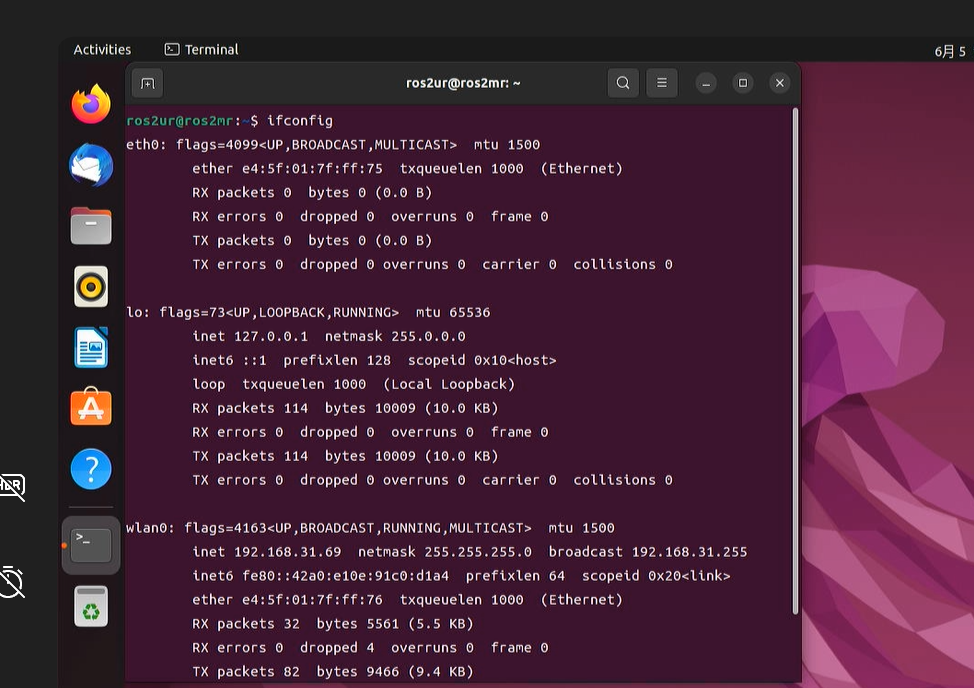 Activities Terminal 6月 5
ros2ur@ros2mr: ~
ros2ur@ros2mr:~$ ifconfig
eth0: flags=4099<UP,BROADCAST,MULTICAST>  mtu 1500
        ether e4:5f:01:7f:ff:75  txqueuelen 1000  (Ethernet)
        RX packets 0  bytes 0 (0.0 B)
        RX errors 0  dropped 0  overruns 0  frame 0
        TX packets 0  bytes 0 (0.0 B)
        TX errors 0  dropped 0 overruns 0  carrier 0  collisions 0
lo: flags=73<UP,LOOPBACK,RUNNING>  mtu 65536
        inet 127.0.0.1  netmask 255.0.0.0
        inet6 ::1  prefixlen 128  scopeid 0x10<host>
        loop  txqueuelen 1000  (Local Loopback)
        RX packets 114  bytes 10009 (10.0 KB)
        RX errors 0  dropped 0  overruns 0  frame 0
        TX packets 114  bytes 10009 (10.0 KB)
        TX errors 0  dropped 0 overruns 0  carrier 0  collisions 0
HDR
wlan0: flags=4163<UP,BROADCAST,RUNNING,MULTICAST>  mtu 1500
        inet 192.168.31.69  netmask 255.255.255.0  broadcast 192.168.31.255
        inet6 fe80::42a0:e10e:91c0:d1a4  prefixlen 64  scopeid 0x20<link>
        ether e4:5f:01:7f:ff:76  txqueuelen 1000  (Ethernet)
        RX packets 32  bytes 5561 (5.5 KB)
        RX errors 0  dropped 4  overruns 0  frame 0
        TX packets 82  bytes 9466 (9.4 KB)